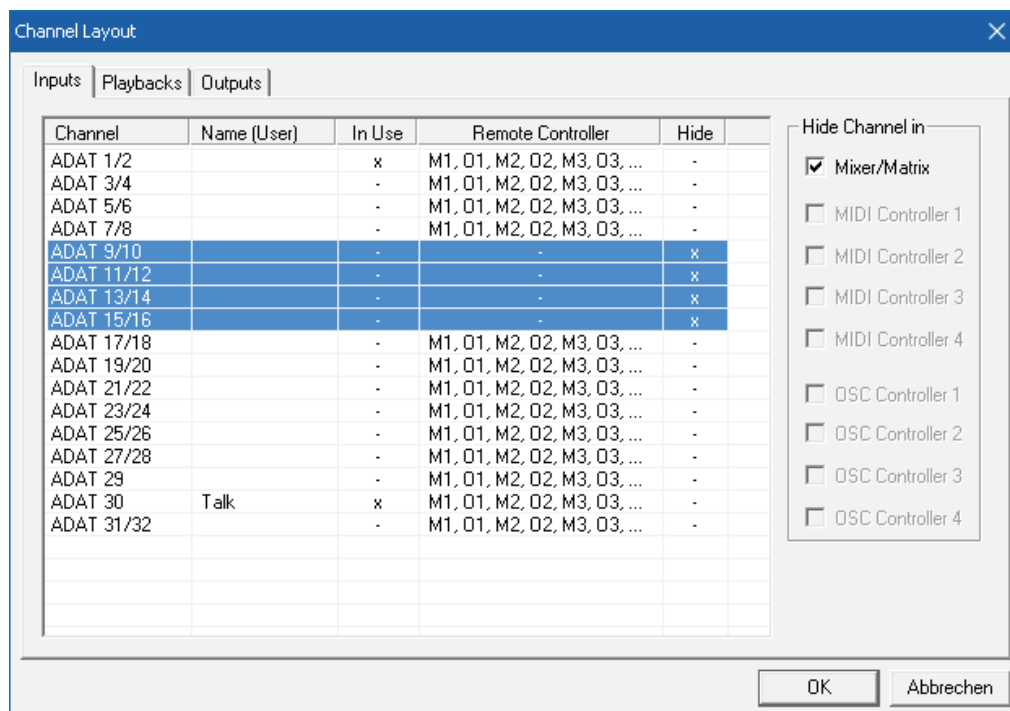 Channel Layout
Inputs Playbacks Outputs
Channel Name (User) In Use Remote Controller Hide
ADAT 1/2 x M1, O1, M2, O2, M3, O3, ... -
ADAT 3/4 - M1, O1, M2, O2, M3, O3, ... -
ADAT 5/6 - M1, O1, M2, O2, M3, O3, ... -
ADAT 7/8 - M1, O1, M2, O2, M3, O3, ... -
ADAT 9/10 - - x
ADAT 11/12 - - x
ADAT 13/14 - - x
ADAT 15/16 - - x
ADAT 17/18 - M1, O1, M2, O2, M3, O3, ... -
ADAT 19/20 - M1, O1, M2, O2, M3, O3, ... -
ADAT 21/22 - M1, O1, M2, O2, M3, O3, ... -
ADAT 23/24 - M1, O1, M2, O2, M3, O3, ... -
ADAT 25/26 - M1, O1, M2, O2, M3, O3, ... -
ADAT 27/28 - M1, O1, M2, O2, M3, O3, ... -
ADAT 29 - M1, O1, M2, O2, M3, O3, ... -
ADAT 30 Talk x M1, O1, M2, O2, M3, O3, ... -
ADAT 31/32 - M1, O1, M2, O2, M3, O3, ... -
Hide Channel in
Mixer/Matrix
MIDI Controller 1
MIDI Controller 2
MIDI Controller 3
MIDI Controller 4
OSC Controller 1
OSC Controller 2
OSC Controller 3
OSC Controller 4
OK Abbrechen